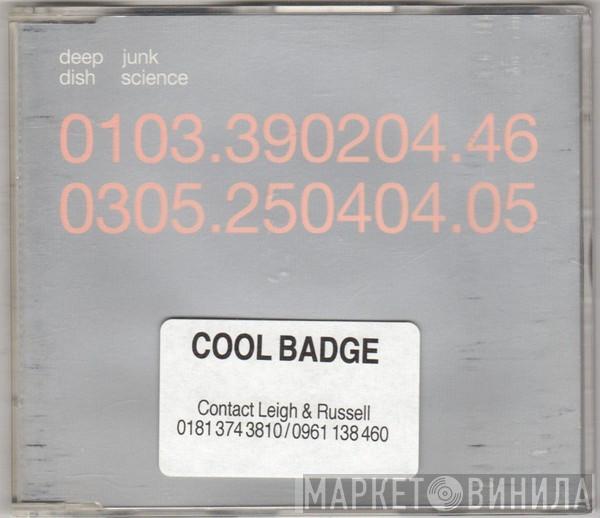 deep junk
dish science
0103.390204.46
0305.250404.05
COOL BADGE
Contact Leigh & Russell
0181 374 3810 / 0961 138 460
МАРКЕТ ВИНИЛА